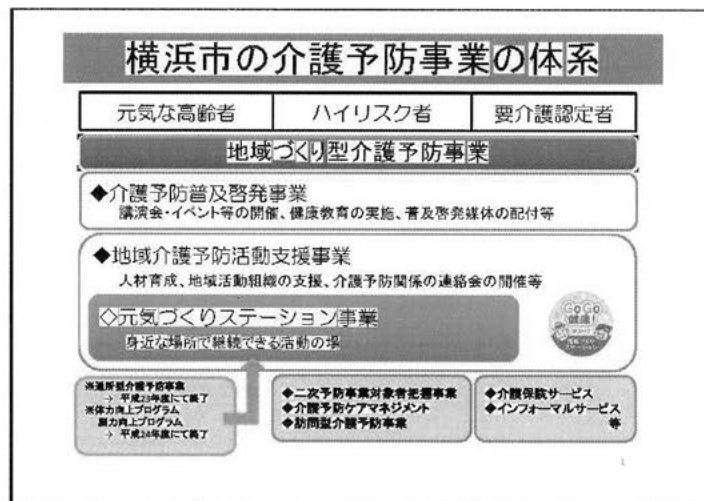 横浜市の介護予防事業の体系
元気な高齢者
ハイリスク者
要介護認定者
地域づくり型介護予防事業
◆介護予防普及啓発事業
講演会・イベント等の開催、健康教育の実施、普及啓発媒体の配付等
◆地域介護予防活動支援事業
人材育成、地域活動組織の支援、介護予防関係の連絡会の開催等
◇元気づくりステーション事業
身近な場所で継続できる活動の場
GoGo
健康!
※通所型介護予防事業
→ 平成23年度にて終了
※体力向上プログラム
脳力向上プログラム
→ 平成24年度にて終了
◆二次予防事業対象者把握事業
◆介護予防ケアマネジメント
◆訪問型介護予防事業
◆介護保険サービス
◆インフォーマルサービス
等
1